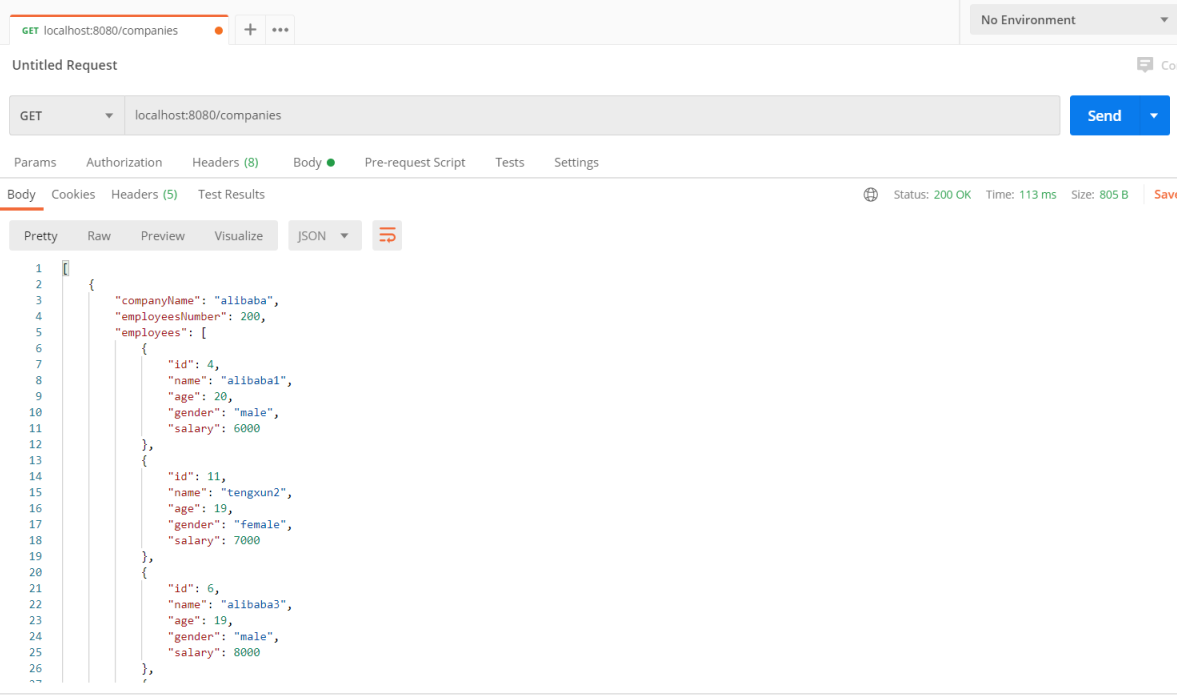 GET localhost:8080/companies
No Environment
Untitled Request
GET localhost:8080/companies Send
Params Authorization Headers (8) Body Pre-request Script Tests Settings
Body Cookies Headers (5) Test Results Status: 200 OK Time: 113 ms Size: 805 B Save
Pretty Raw Preview Visualize JSON
1 [
2 {
3 "companyName": "alibaba",
4 "employeesNumber": 200,
5 "employees": [
6 {
7 "id": 4,
8 "name": "alibaba1",
9 "age": 20,
10 "gender": "male",
11 "salary": 6000
12 },
13 {
14 "id": 11,
15 "name": "tengxun2",
16 "age": 19,
17 "gender": "female",
18 "salary": 7000
19 },
20 {
21 "id": 6,
22 "name": "alibaba3",
23 "age": 19,
24 "gender": "male",
25 "salary": 8000
26 },
27 {